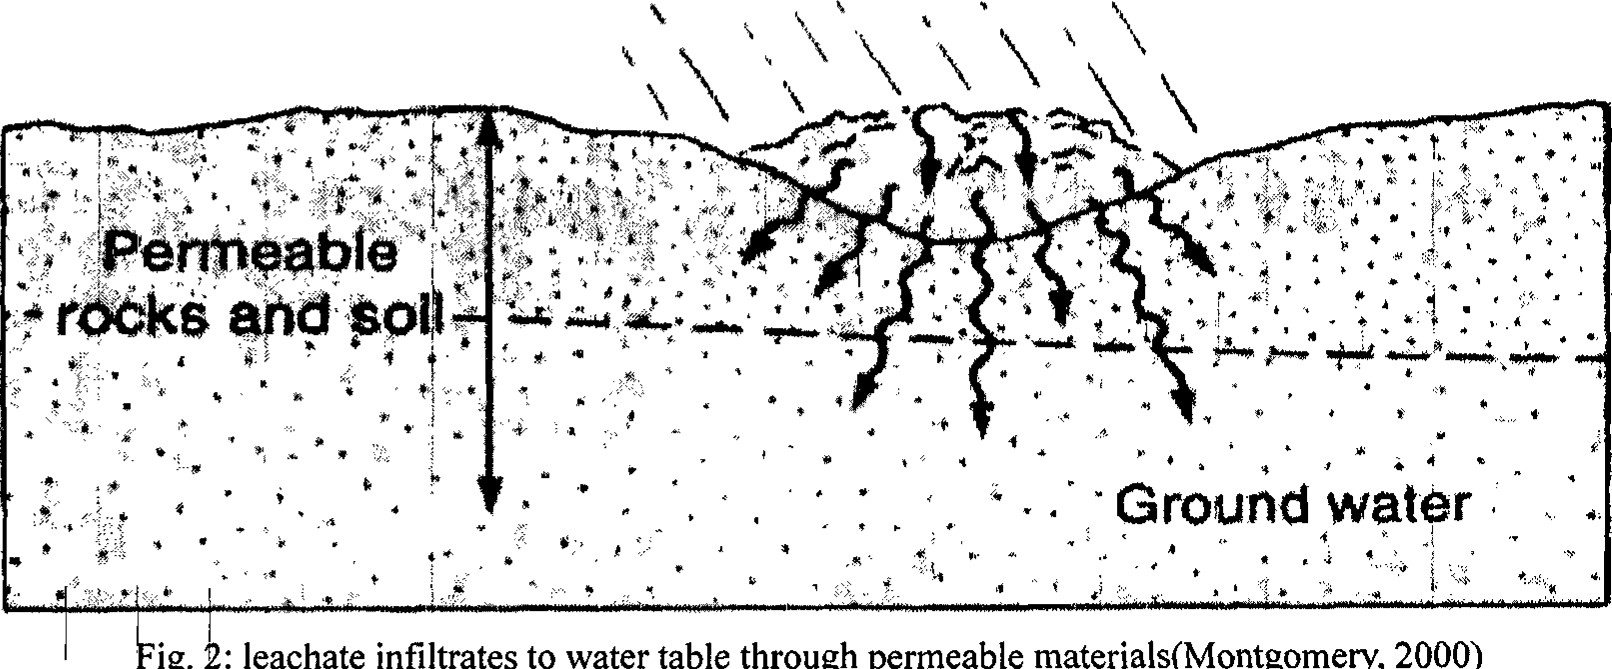 Permeable
rocks and soil
Ground water
Fig. 2: leachate infiltrates to water table through permeable materials(Montgomery, 2000)